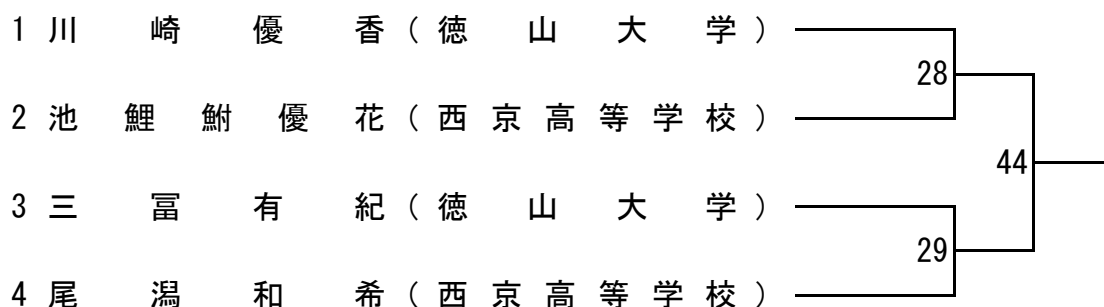 1 川崎優香(徳山大学)
28
2 池鯉鮒優花(西京高等学校)
44
3 三冨有紀(徳山大学)
29
4 尾潟和希(西京高等学校)